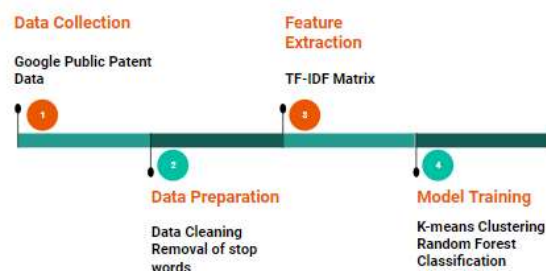 Data Collection
Google Public Patent
Data
1
2
Data Preparation
Data Cleaning
Removal of stop
words
Feature
Extraction
TF-IDF Matrix
3
4
Model Training
K-means Clustering
Random Forest
Classification